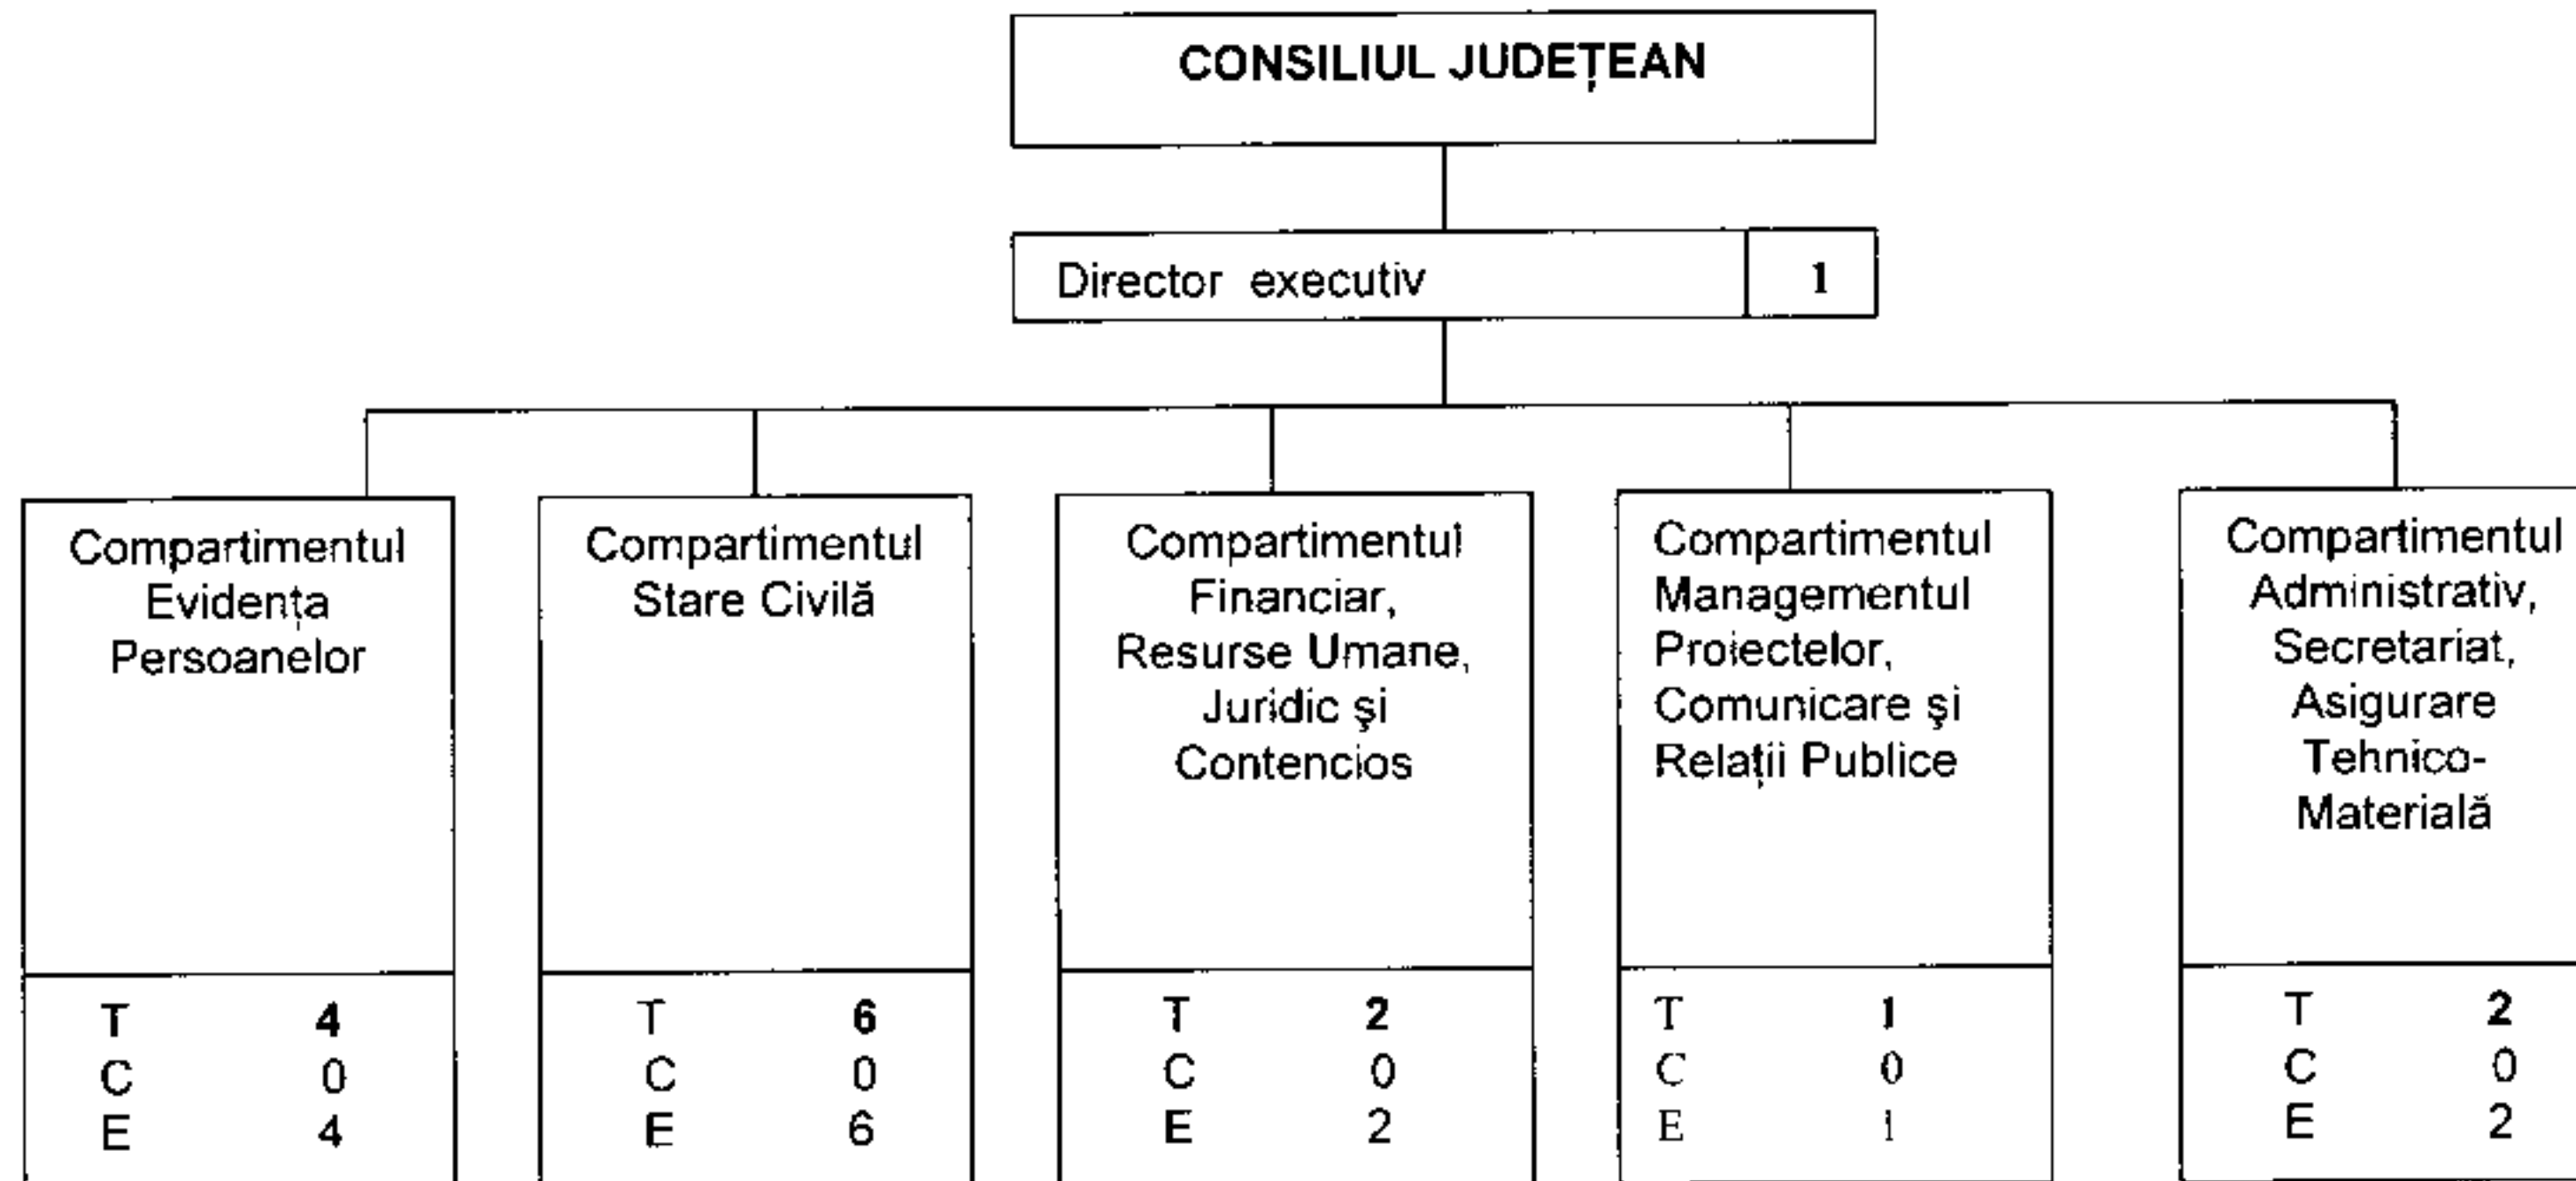 CONSILIUL JUDEȚEAN
Director executiv 1
Compartimentul
Evidența
Persoanelor
T 4
C 0
E 4
Compartimentul
Stare Civilă
T 6
C 0
E 6
Compartimentul
Financiar,
Resurse Umane,
Juridic şi
Contencios
T 2
C 0
E 2
Compartimentul
Managementul
Proiectelor,
Comunicare şi
Relații Publice
T 1
C 0
E 1
Compartimentul
Administrativ,
Secretariat,
Asigurare
Tehnico-
Materială
T 2
C 0
E 2